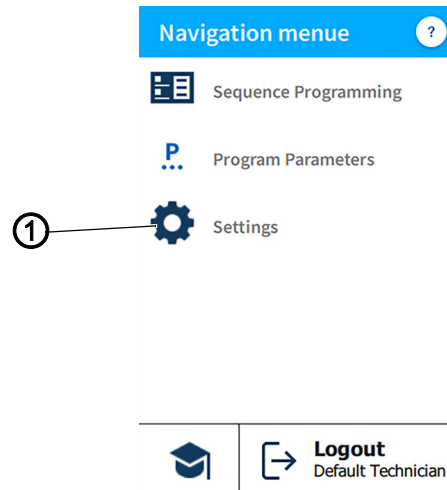 Navigation menue
?
Sequence Programming
P
Program Parameters
1
Settings
Logout
Default Technician